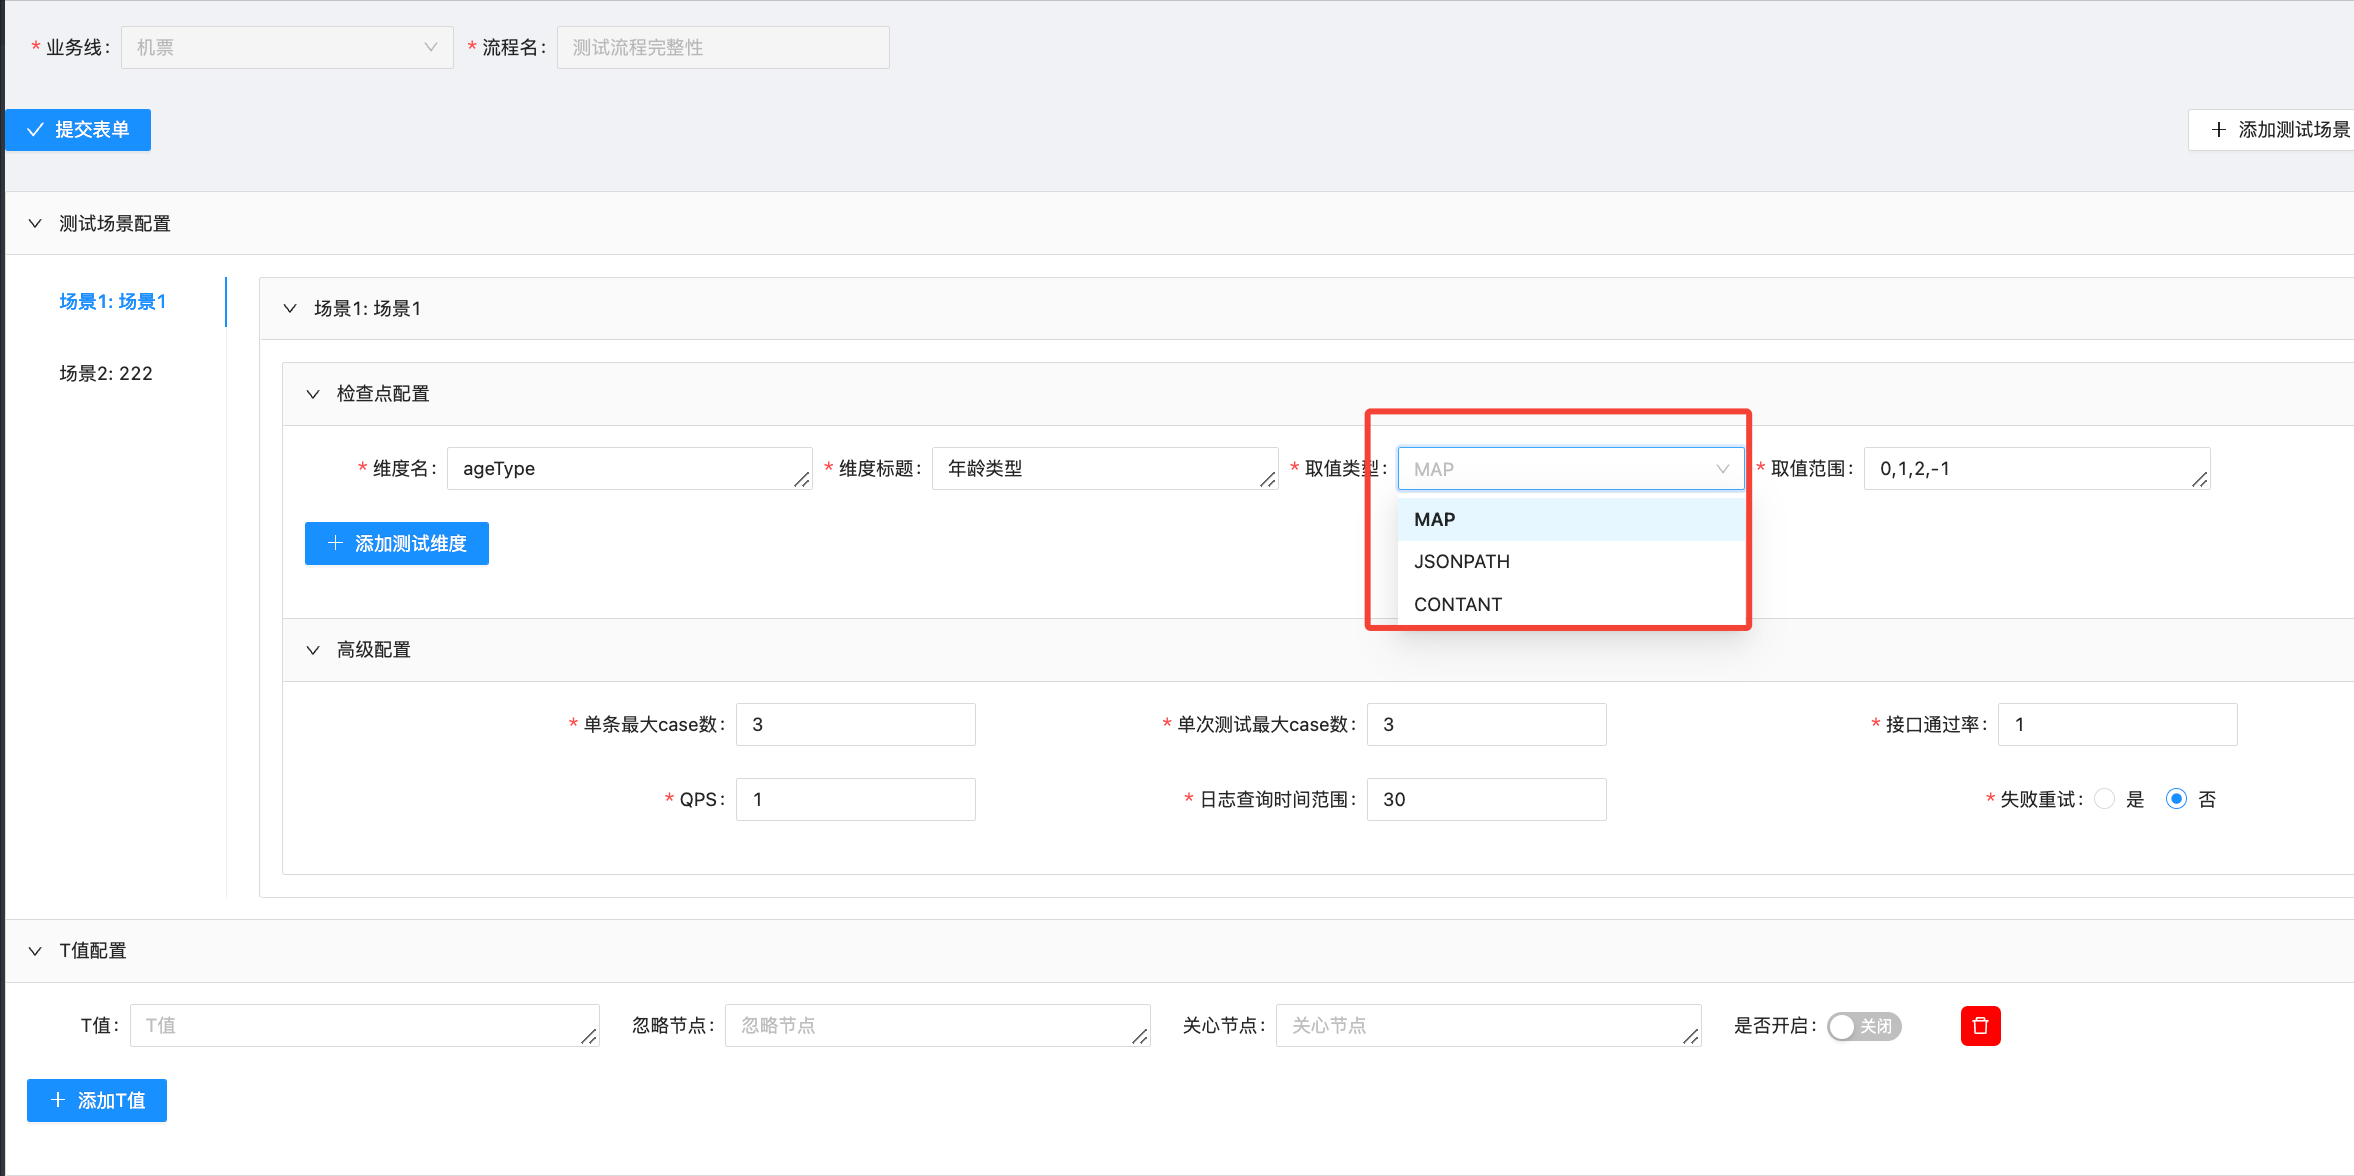 * 业务线: 机票 * 流程名: 测试流程完整性
提交表单
添加测试场景
测试场景配置
场景1: 场景1
场景2: 222
场景1: 场景1
检查点配置
* 维度名: ageType * 维度标题: 年龄类型 * 取值类型: MAP * 取值范围: 0,1,2,-1
MAP
JSONPATH
CONTANT
添加测试维度
高级配置
* 单条最大case数: 3 * 单次测试最大case数: 3 * 接口通过率: 1
* QPS: 1 * 日志查询时间范围: 30 * 失败重试: 是 否
T值配置
T值: T值 忽略节点: 忽略节点 关心节点: 关心节点 是否开启: 关闭
添加T值